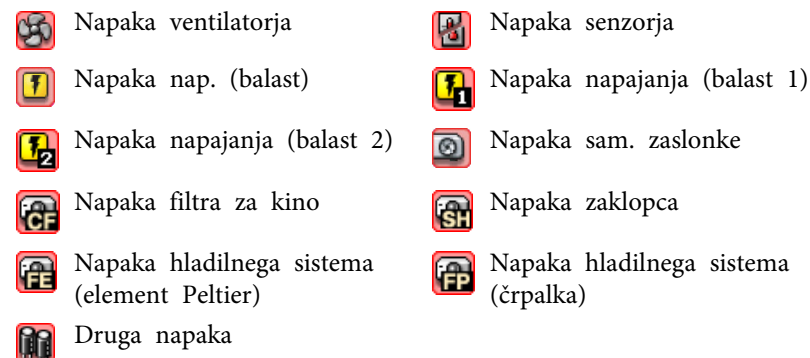 Napaka ventilatorja
Napaka senzorja
Napaka nap. (balast)
1
Napaka napajanja (balast 1)
2
Napaka napajanja (balast 2)
Napaka sam. zaslonke
CF
Napaka filtra za kino
SH
Napaka zaklopca
FE
Napaka hladilnega sistema
(element Peltier)
FP
Napaka hladilnega sistema
(črpalka)
Druga napaka